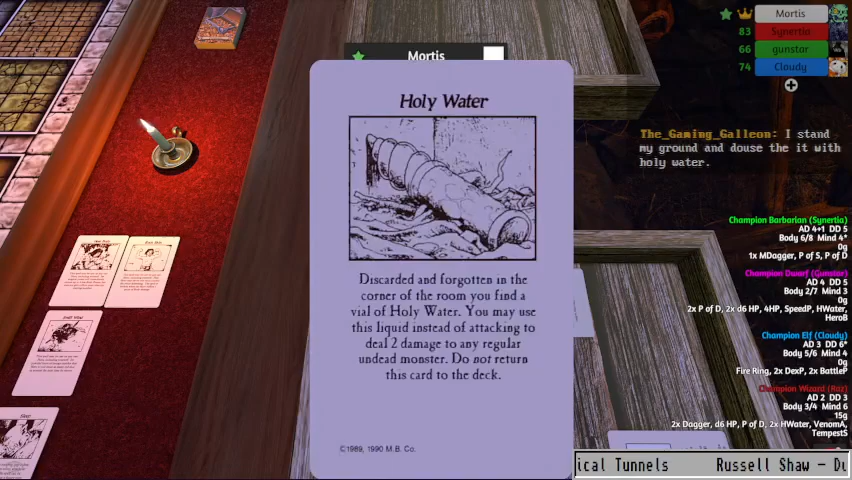 Mortis
Mortis
83 Synertia
66 gunstar
74 Cloudy
Holy Water
Discarded and forgotten in the
corner of the room you find a
vial of Holy Water. You may use
this liquid instead of attacking to
deal 2 damage to any regular
undead monster. Do not return
this card to the deck.
©1989, 1990 M.B. Co.
The_Gaming_Galleon: I stand
my ground and douse the it with
holy water.
Champion Barbarian (Synertia)
AD 4+1 DD 5
Body 6/8 Mind 4*
0g
1x MDagger, P of S, P of D
Champion Dwarf (Gunstar)
AD 4 DD 5
Body 2/7 Mind 3
0g
2x P of D, 2x d6 HP, 4HP, SpeedP, HWater,
HeroB
Champion Elf (Cloudy)
AD 3 DD 6*
Body 5/6 Mind 4
0g
Fire Ring, 2x DexP, 2x BattleP
Champion Wizard (Raz)
AD 2 DD 3
Body 3/4 Mind 6
15g
2x Dagger, d6 HP, P of D, 2x HWater, VenomA,
TempestS
ical Tunnels Russell Shaw – Du